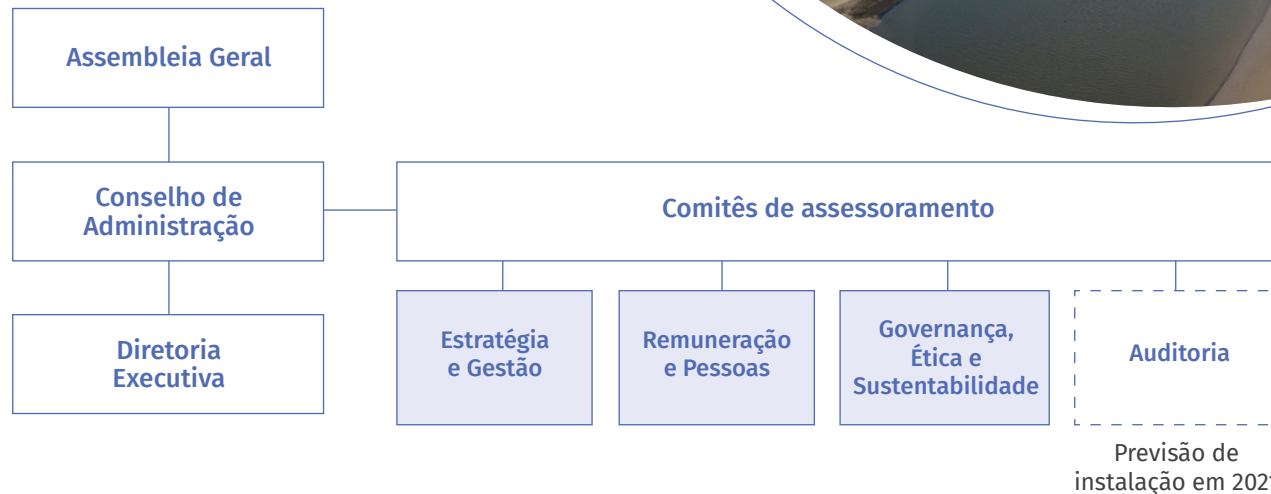 Assembleia Geral
Conselho de
Administração
Comitês de assessoramento
Diretoria
Executiva
Estratégia
e Gestão
Remuneração
e Pessoas
Governança,
Ética e
Sustentabilidade
Auditoria
Previsão de
instalação em 2021